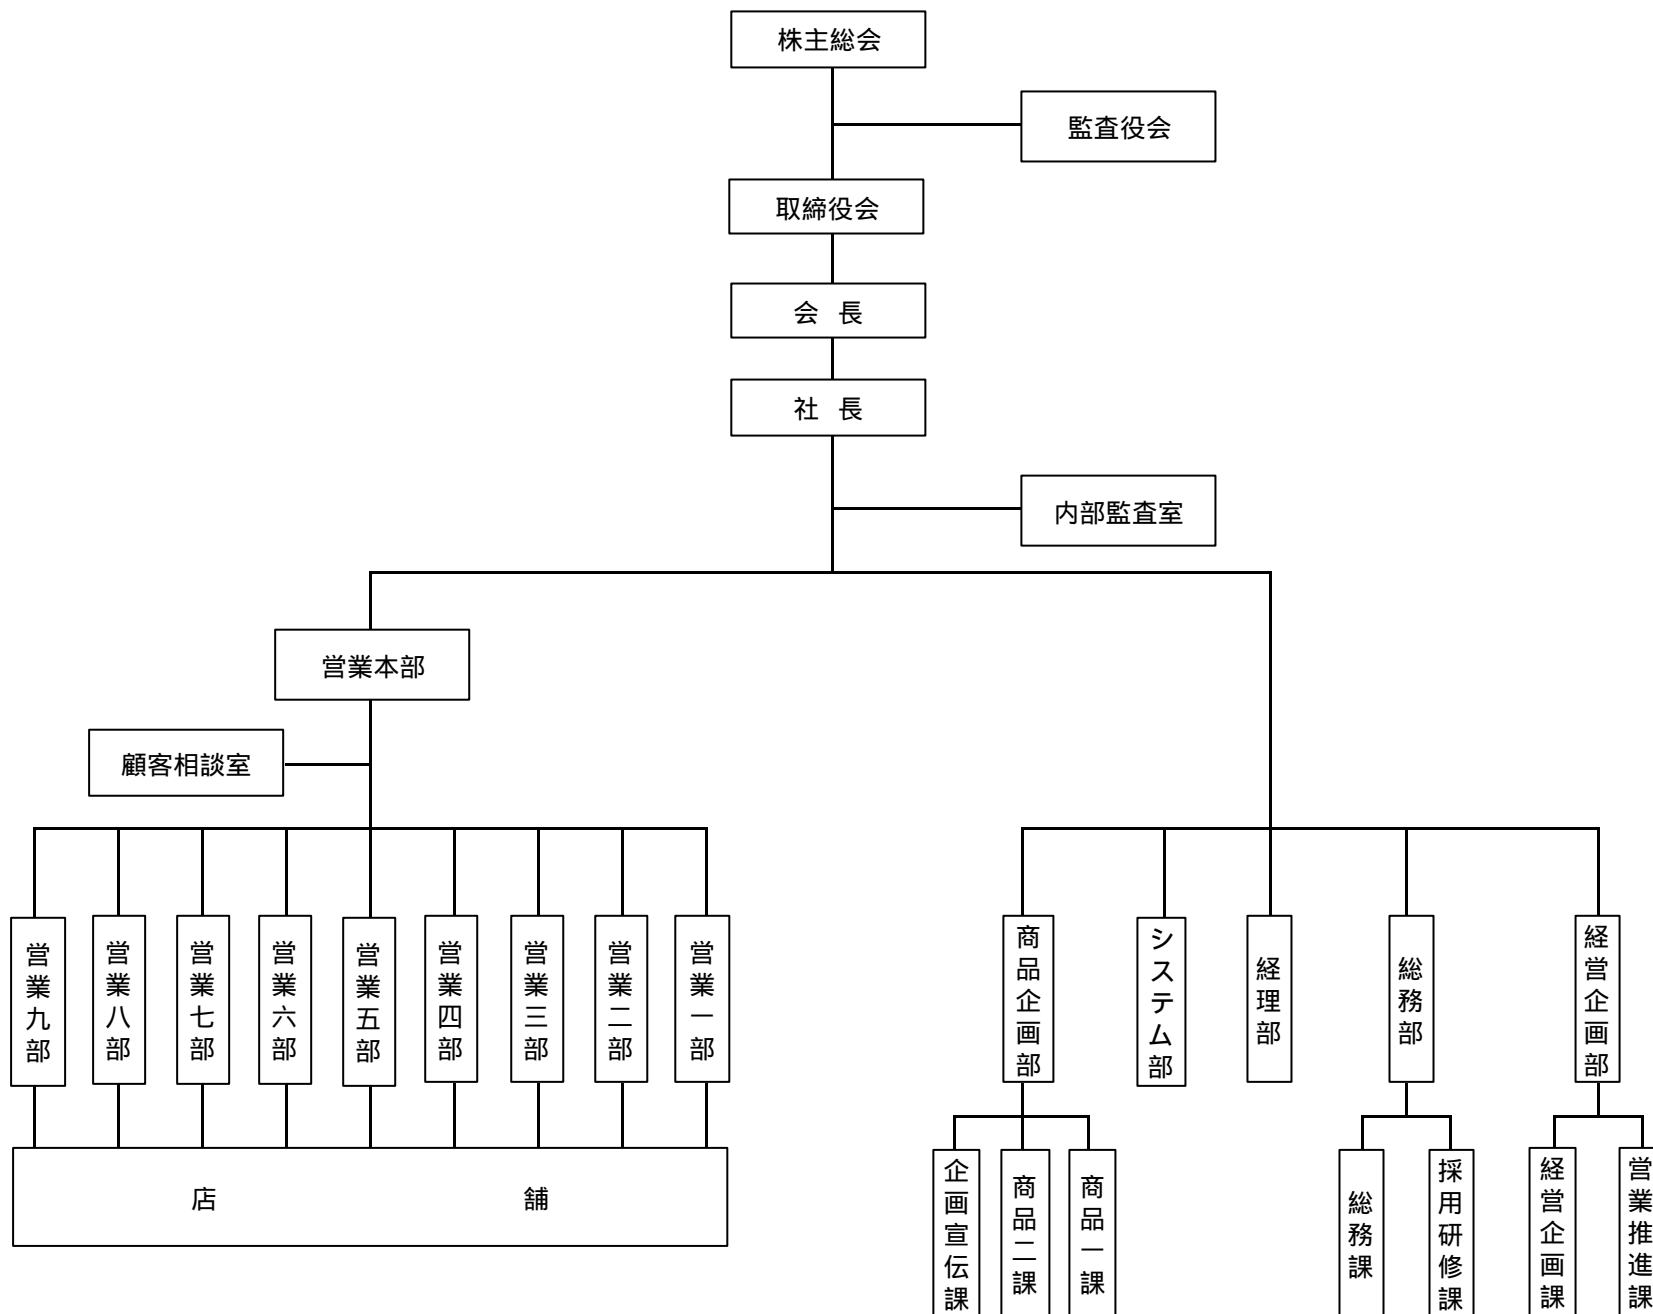 株主総会
監査役会
取締役会
会 長
社 長
内部監査室
営業本部
顧客相談室
営業九部
営業八部
営業七部
営業六部
営業五部
営業四部
営業三部
営業二部
営業一部
商品企画部
システム部
経理部
総務部
経営企画部
店 舗
企画宣伝課
商品二課
商品一課
総務課
採用研修課
経営企画課
営業推進課